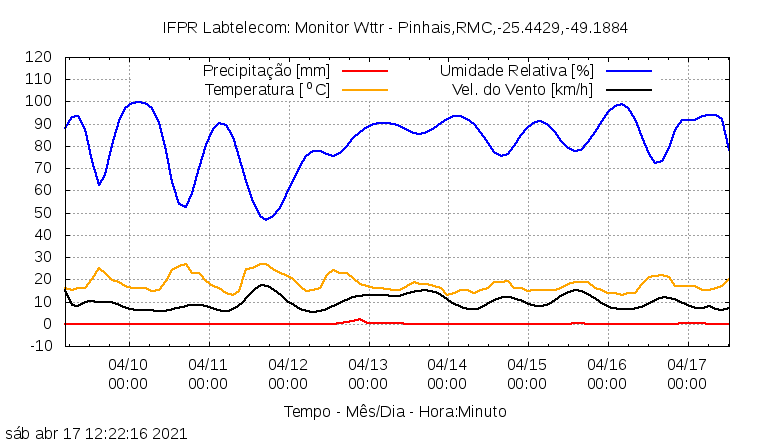 IFPR Labtelecom: Monitor Wttr - Pinhais,RMC,-25.4429,-49.1884
Precipitação [mm] Umidade Relativa [%]
Temperatura [⁰C] Vel. do Vento [km/h]
120
110
100
90
80
70
60
50
40
30
20
10
0
-10
04/10 04/11 04/12 04/13 04/14 04/15 04/16 04/17
00:00 00:00 00:00 00:00 00:00 00:00 00:00 00:00
Tempo - Mês/Dia - Hora:Minuto
sáb abr 17 12:22:16 2021